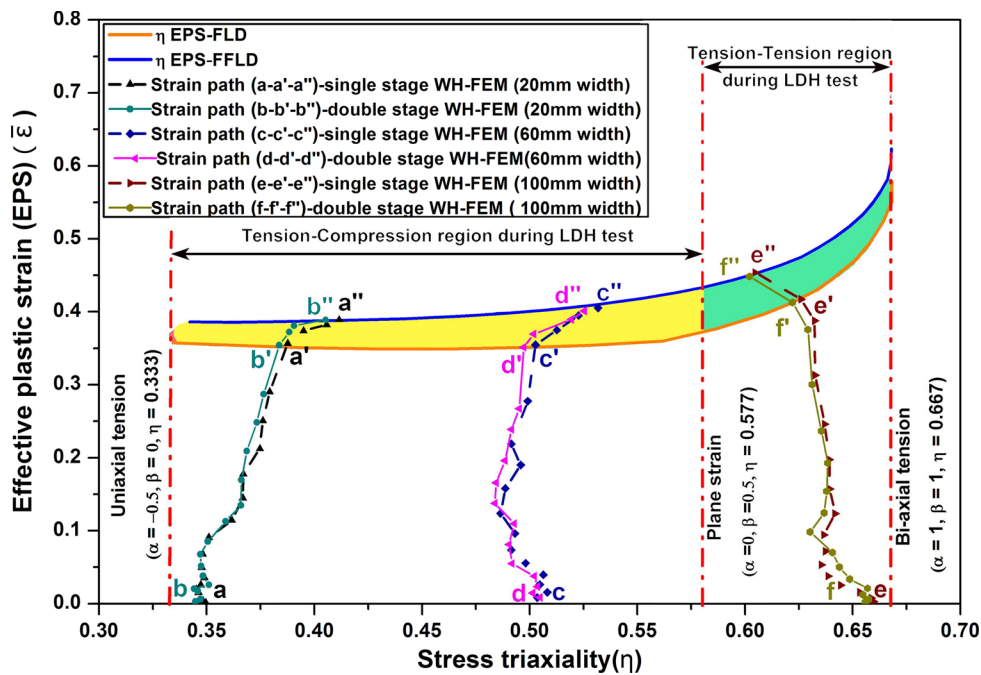 0.8
0.7
0.6
0.5
0.4
0.3
0.2
0.1
0.0
Effective plastic strain (EPS) ( ε̅ )
η EPS-FLD
η EPS-FFLD
Strain path (a-a'-a'')-single stage WH-FEM (20mm width)
Strain path (b-b'-b'')-double stage WH-FEM (20mm width)
Strain path (c-c'-c'')-single stage WH-FEM (60mm width)
Strain path (d-d'-d'')-double stage WH-FEM(60mm width)
Strain path (e-e'-e'')-single stage WH-FEM (100mm width)
Strain path (f-f'-f'')-double stage WH-FEM ( 100mm width)
Tension-Tension region
during LDH test
Tension-Compression region during LDH test
b''
a''
b'
a'
b
a
d''
c''
d'
c'
d
c
f''
e''
f'
e'
f
e
Uniaxial tension
(α = −0.5, β = 0, η = 0.333)
Plane strain
(α=0, β =0.5, η = 0.577)
Bi-axial tension
(α = 1, β = 1, η = 0.667)
0.30
0.35
0.40
0.45
0.50
0.55
0.60
0.65
0.70
Stress triaxiality(η)